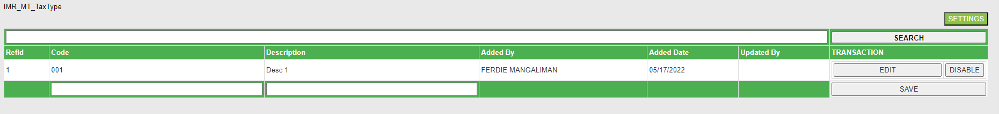 IMR_MT_TaxType
SETTINGS
SEARCH
RefId Code Description Added By Added Date Updated By TRANSACTION
1 001 Desc 1 FERDIE MANGALIMAN 05/17/2022 EDIT DISABLE
SAVE